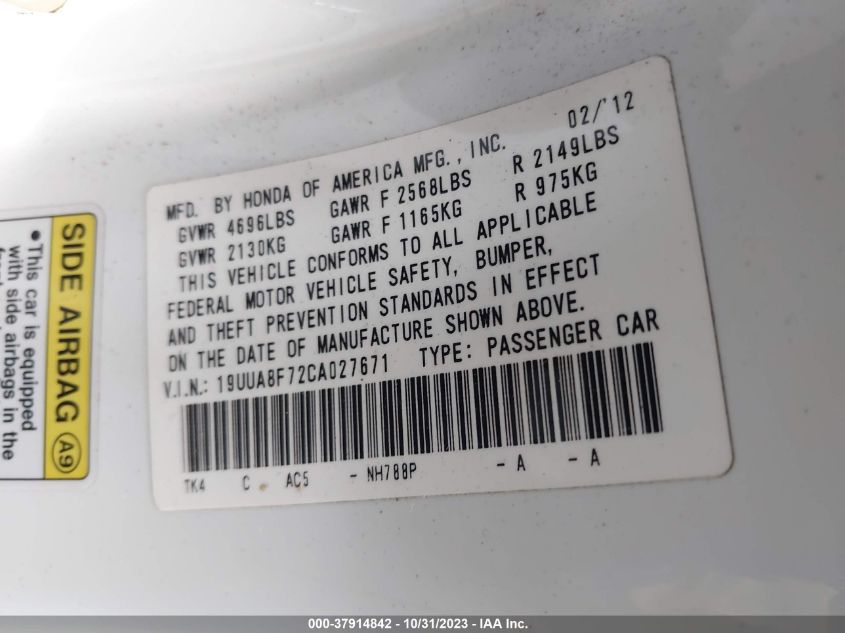 MFD. BY HONDA OF AMERICA MFG., INC. 02/'12
GVWR 4696LBS GAWR F 2568LBS R 2149LBS
GVWR 2130KG GAWR F 1165KG R 975KG
THIS VEHICLE CONFORMS TO ALL APPLICABLE
FEDERAL MOTOR VEHICLE SAFETY, BUMPER,
AND THEFT PREVENTION STANDARDS IN EFFECT
ON THE DATE OF MANUFACTURE SHOWN ABOVE.
V.I.N.: 19UUA8F72CA027671 TYPE: PASSENGER CAR
TK4 C AC5 - NH788P - A - A
SIDE AIRBAG A9
•This car is equipped
with side airbags in the
000-37914842 - 10/31/2023 - IAA Inc.